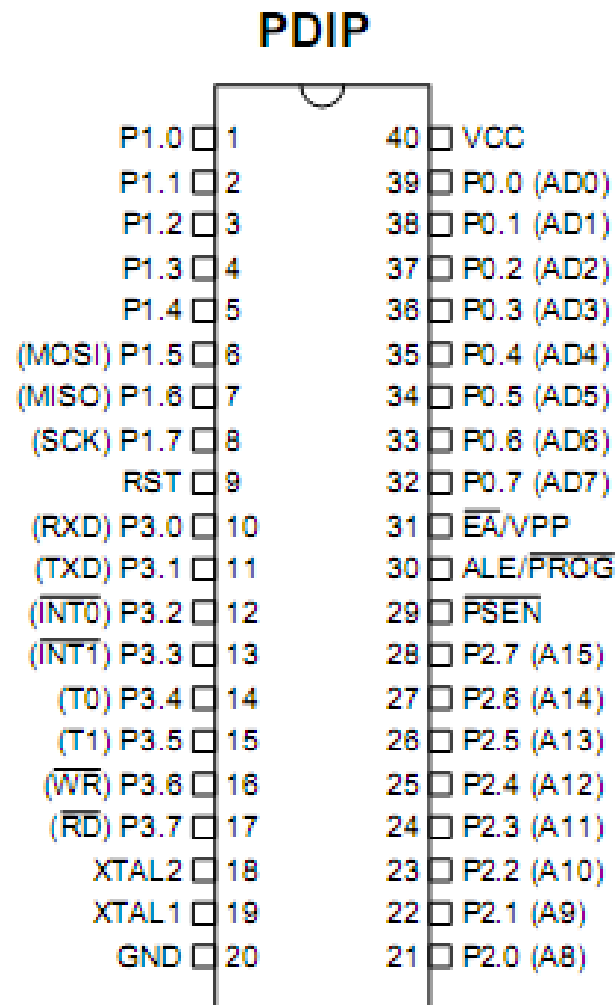 PDIP
P1.0 1 40 VCC
P1.1 2 39 P0.0 (AD0)
P1.2 3 38 P0.1 (AD1)
P1.3 4 37 P0.2 (AD2)
P1.4 5 36 P0.3 (AD3)
(MOSI) P1.5 6 35 P0.4 (AD4)
(MISO) P1.6 7 34 P0.5 (AD5)
(SCK) P1.7 8 33 P0.6 (AD6)
RST 9 32 P0.7 (AD7)
(RXD) P3.0 10 31 E̅A̅/VPP
(TXD) P3.1 11 30 ALE/P̅R̅O̅G̅
(I̅N̅T̅0̅) P3.2 12 29 P̅S̅E̅N̅
(I̅N̅T̅1̅) P3.3 13 28 P2.7 (A15)
(T0) P3.4 14 27 P2.6 (A14)
(T1) P3.5 15 26 P2.5 (A13)
(W̅R̅) P3.6 16 25 P2.4 (A12)
(R̅D̅) P3.7 17 24 P2.3 (A11)
XTAL2 18 23 P2.2 (A10)
XTAL1 19 22 P2.1 (A9)
GND 20 21 P2.0 (A8)